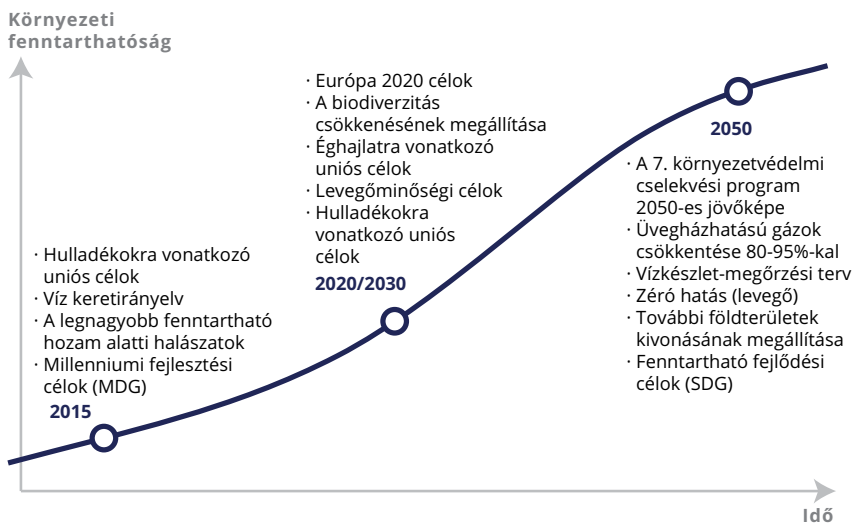 Környezeti
fenntarthatóság
· Európa 2020 célok
· A biodiverzitás
csökkenésének megállítása
· Éghajlatra vonatkozó
uniós célok
· Levegőminőségi célok
· Hulladékokra
vonatkozó uniós
célok
2020/2030
2050
· A 7. környezetvédelmi
cselekvési program
2050-es jövőképe
· Üvegházhatású gázok
csökkentése 80-95%-kal
· Vízkészlet-megőrzési terv
· Zéró hatás (levegő)
· További földterületek
kivonásának megállítása
· Fenntartható fejlődési
célok (SDG)
· Hulladékokra vonatkozó
uniós célok
· Víz keretirányelv
· A legnagyobb fenntartható
hozam alatti halászatok
· Millenniumi fejlesztési
célok (MDG)
2015
Idő